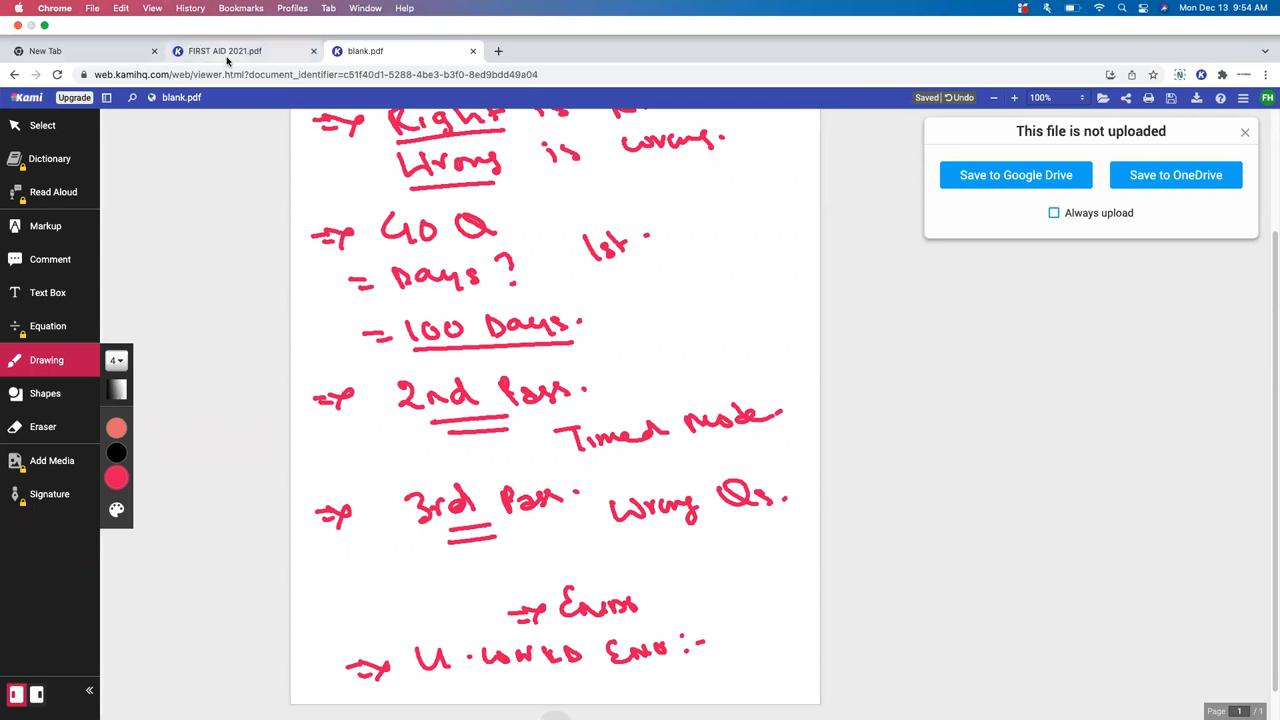 Chrome File Edit View History Bookmarks Profiles Tab Window Help Mon Dec 13 9:54 AM
New Tab FIRST AID 2021.pdf blank.pdf
web.kamihq.com/web/viewer.html?document_identifier=c51f40d1-5288-4be3-b3f0-8ed9bdd49a04
Kami Upgrade blank.pdf Saved Undo 100% FH
Select
Dictionary
Read Aloud
Markup
Comment
Text Box
Equation
Drawing
Shapes
Eraser
Add Media
Signature
4
This file is not uploaded
Save to Google Drive Save to OneDrive
Always upload
Right is
Wrong is wrong.
40 Q 1st.
= Days?
= 100 Days.
2nd Pass.
Timed Mode.
3rd Pass. Wrong Qs.
Page 1 / 1